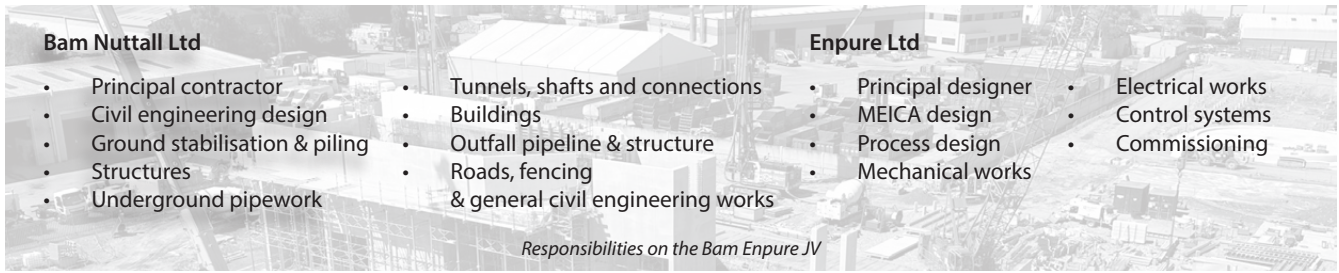 Bam Nuttall Ltd
• Principal contractor
• Civil engineering design
• Ground stabilisation & piling
• Structures
• Underground pipework
• Tunnels, shafts and connections
• Buildings
• Outfall pipeline & structure
• Roads, fencing
& general civil engineering works
Enpure Ltd
• Principal designer
• MEICA design
• Process design
• Mechanical works
• Electrical works
• Control systems
• Commissioning
Responsibilities on the Bam Enpure JV